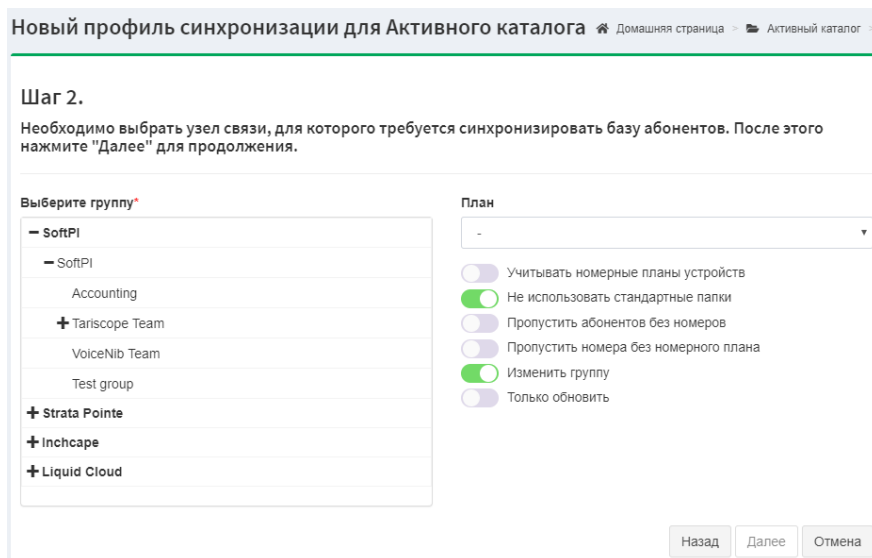 Новый профиль синхронизации для Активного каталога Домашняя страница > Активный каталог >
Шаг 2.
Необходимо выбрать узел связи, для которого требуется синхронизировать базу абонентов. После этого
нажмите "Далее" для продолжения.
Выберите группу*
План
SoftPI
SoftPI
Accounting
Tariscope Team
VoiceNib Team
Test group
Strata Pointe
Inchcape
Liquid Cloud
-
Учитывать номерные планы устройств
Не использовать стандартные папки
Пропустить абонентов без номеров
Пропустить номера без номерного плана
Изменить группу
Только обновить
Назад Далее Отмена